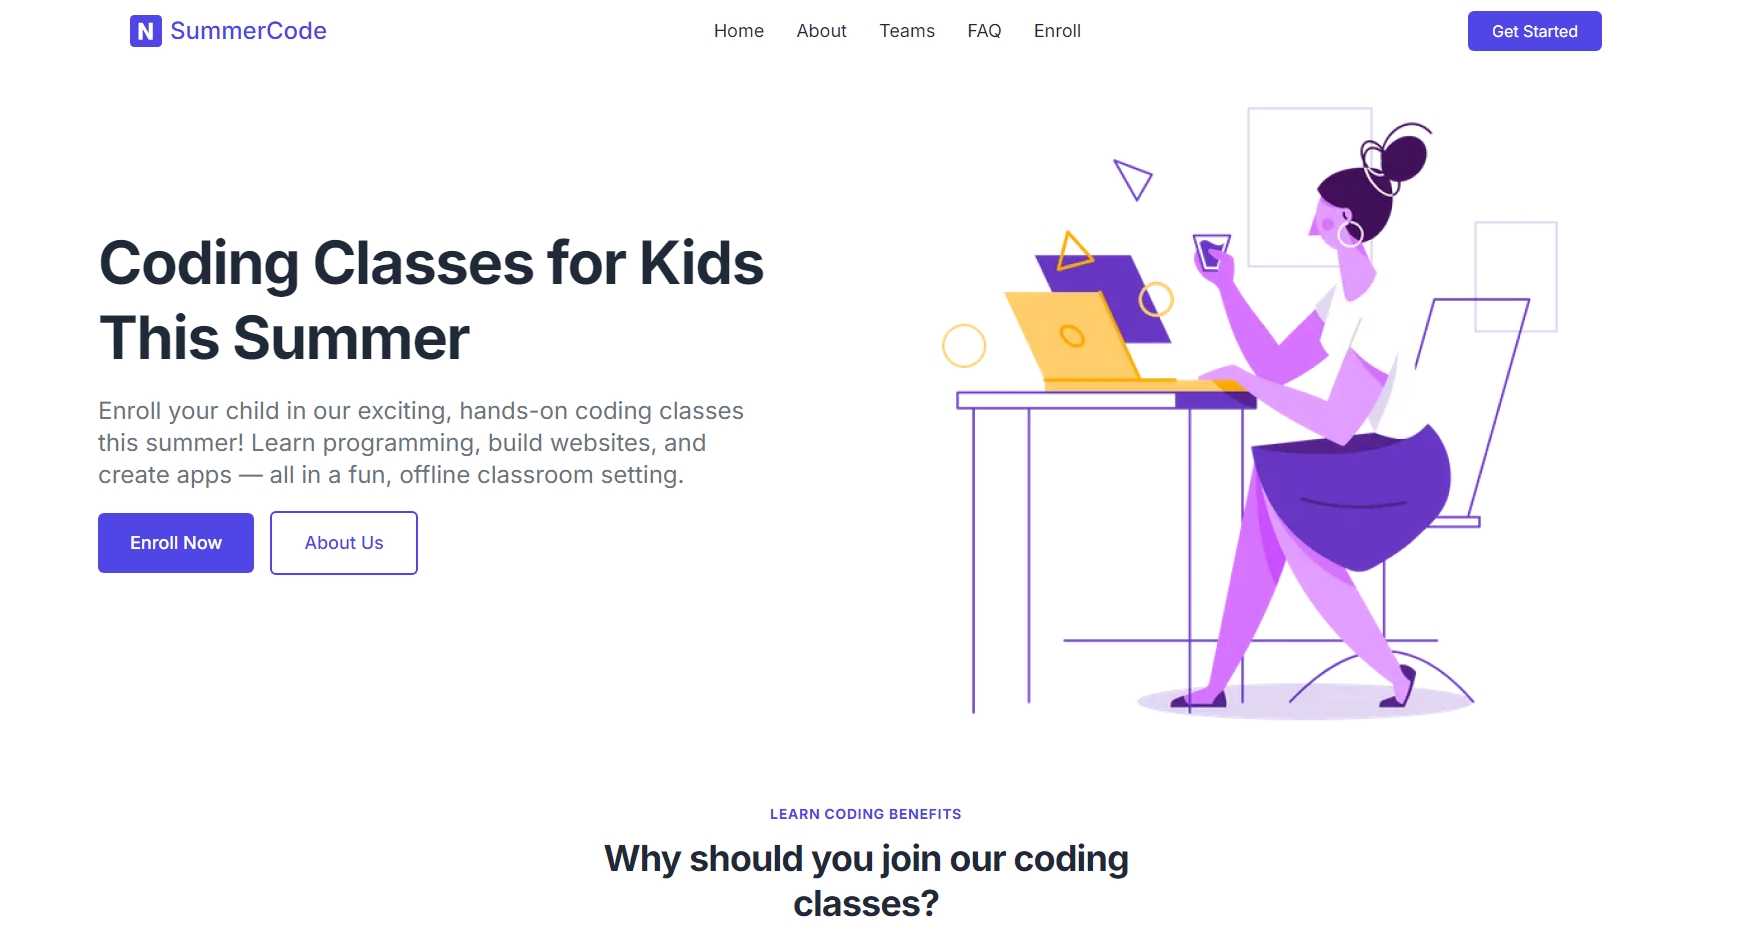 N SummerCode
Home About Teams FAQ Enroll
Get Started
Coding Classes for Kids
This Summer
Enroll your child in our exciting, hands-on coding classes
this summer! Learn programming, build websites, and
create apps — all in a fun, offline classroom setting.
Enroll Now
About Us
LEARN CODING BENEFITS
Why should you join our coding
classes?